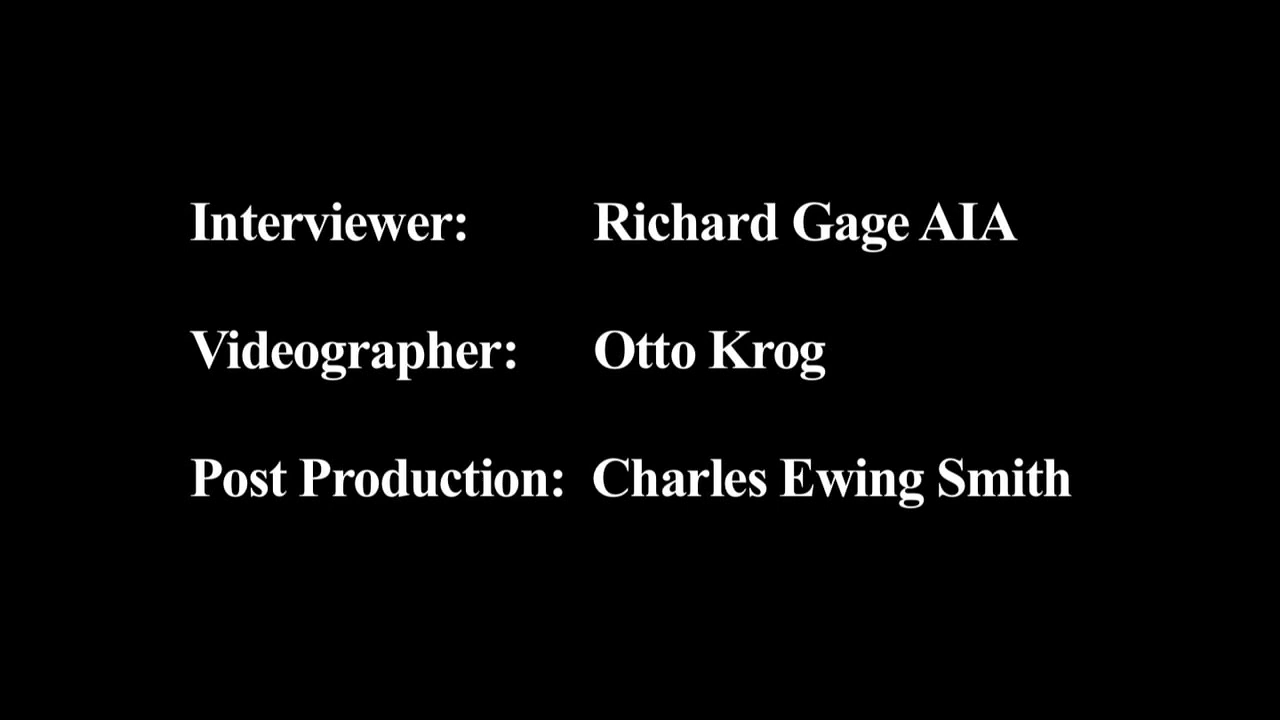 Interviewer: Richard Gage AIA
Videographer: Otto Krog
Post Production: Charles Ewing Smith